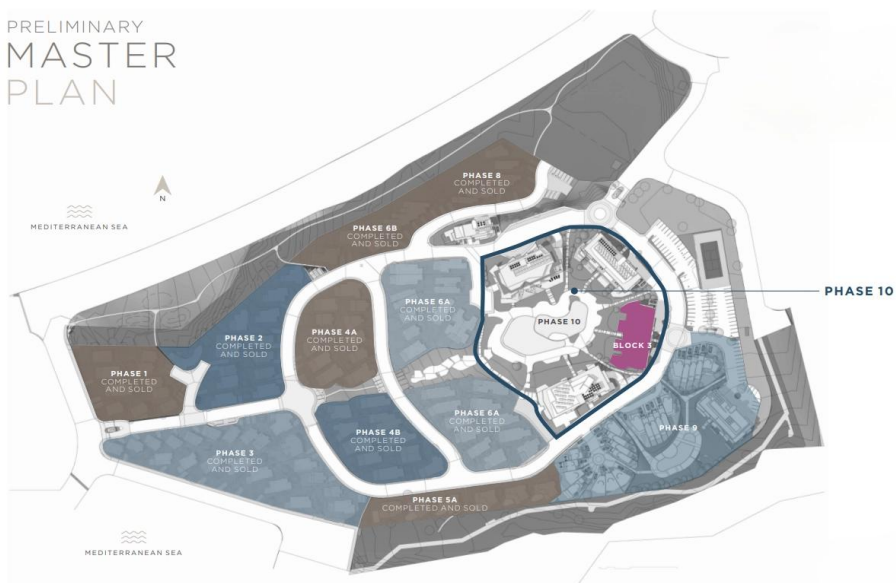 PRELIMINARY
MASTER
PLAN
N
MEDITERRANEAN SEA
PHASE 8
COMPLETED
AND SOLD
PHASE 6B
COMPLETED
AND SOLD
PHASE 6A
COMPLETED
AND SOLD
PHASE 10
PHASE 10
BLOCK 3
PHASE 2
COMPLETED
AND SOLD
PHASE 4A
COMPLETED
AND SOLD
PHASE 1
COMPLETED
AND SOLD
PHASE 6A
COMPLETED
AND SOLD
PHASE 9
PHASE 4B
COMPLETED
AND SOLD
PHASE 3
COMPLETED
AND SOLD
PHASE 5A
COMPLETED AND SOLD
MEDITERRANEAN SEA